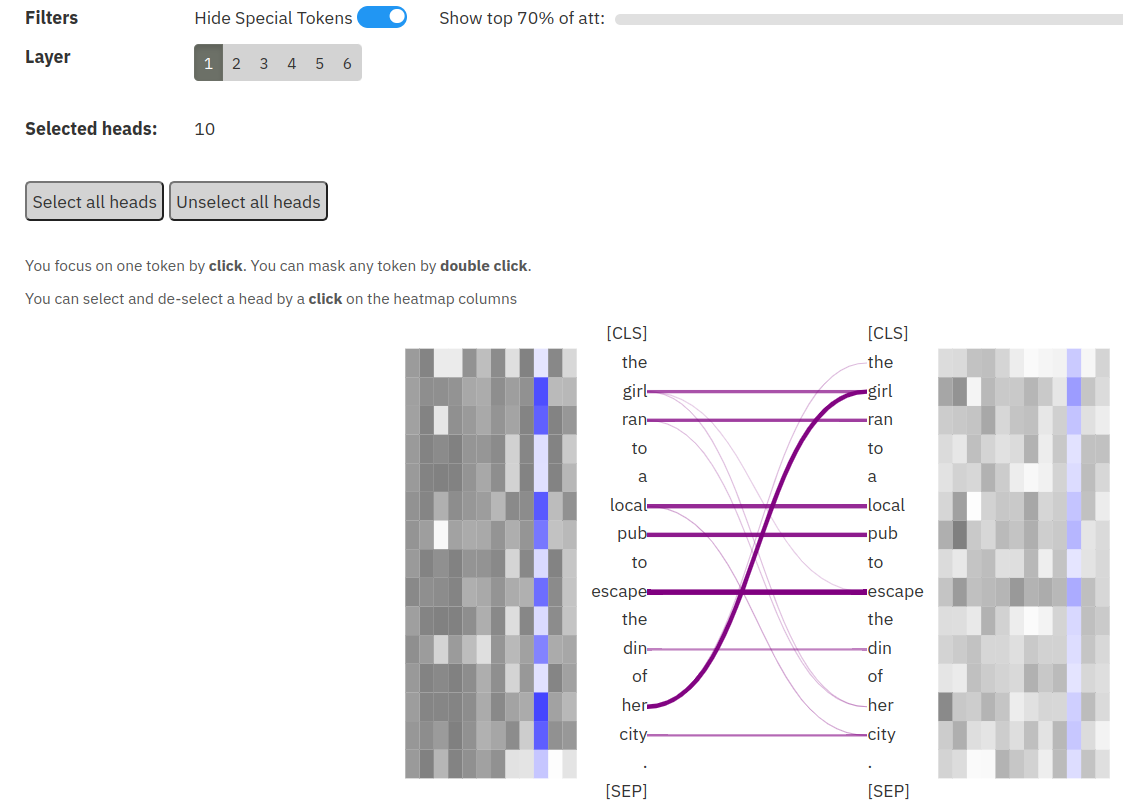 Filters Hide Special Tokens Show top 70% of att:
Layer 1 2 3 4 5 6
Selected heads: 10
Select all heads Unselect all heads
You focus on one token by click. You can mask any token by double click.
You can select and de-select a head by a click on the heatmap columns
[CLS] [CLS]
the the
girl girl
ran ran
to to
a a
local local
pub pub
to to
escape escape
the the
din din
of of
her her
city city
. .
[SEP] [SEP]